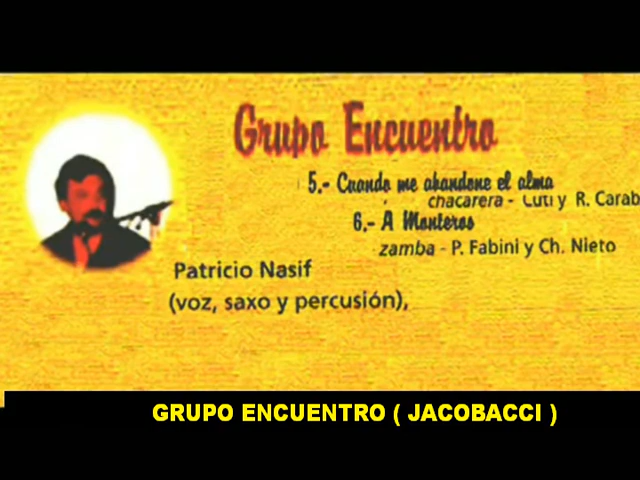 Grupo Encuentro
5.- Cuando me abandone el alma
chacarera - Cuti y R. Carab
6.- A Monteros
zamba - P. Fabini y Ch. Nieto
Patricio Nasif
(voz, saxo y percusión),
GRUPO ENCUENTRO ( JACOBACCI )